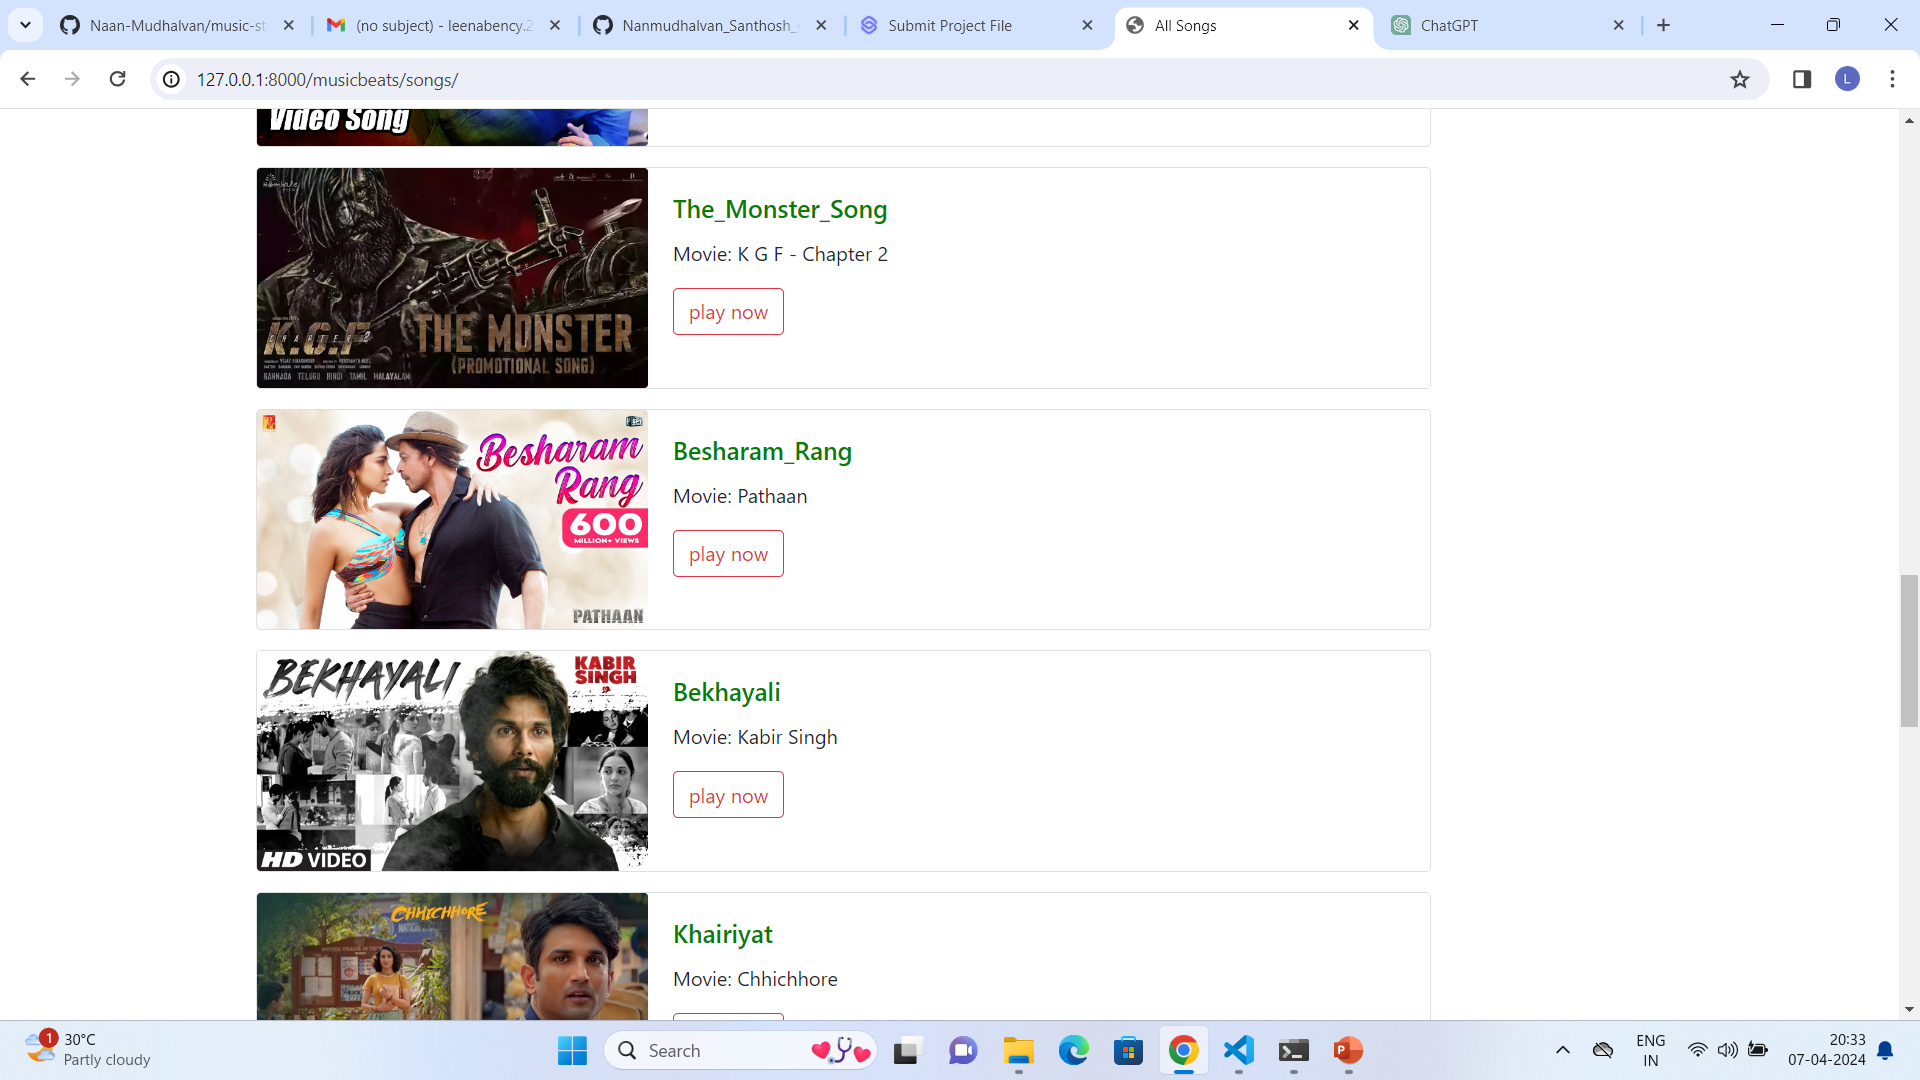 Naan-Mudhalvan/music-st
(no subject) - leenabency.2
Nanmudhalvan_Santhosh_
Submit Project File
All Songs
ChatGPT
127.0.0.1:8000/musicbeats/songs/
L
Video Song
K.G.F
CHAPTER 2
THE MONSTER
(PROMOTIONAL SONG)
KANNADA TELUGU HINDI TAMIL MALAYALAM
The_Monster_Song
Movie: K G F - Chapter 2
play now
Besharam
Rang
600
MILLION+ VIEWS
PATHAAN
Besharam_Rang
Movie: Pathaan
play now
BEKHAYALI
KABIR
SINGH
HD VIDEO
Bekhayali
Movie: Kabir Singh
play now
CHHICHHORE
Khairiyat
Movie: Chhichhore
1
30°C
Partly cloudy
Search
ENG
IN
20:33
07-04-2024